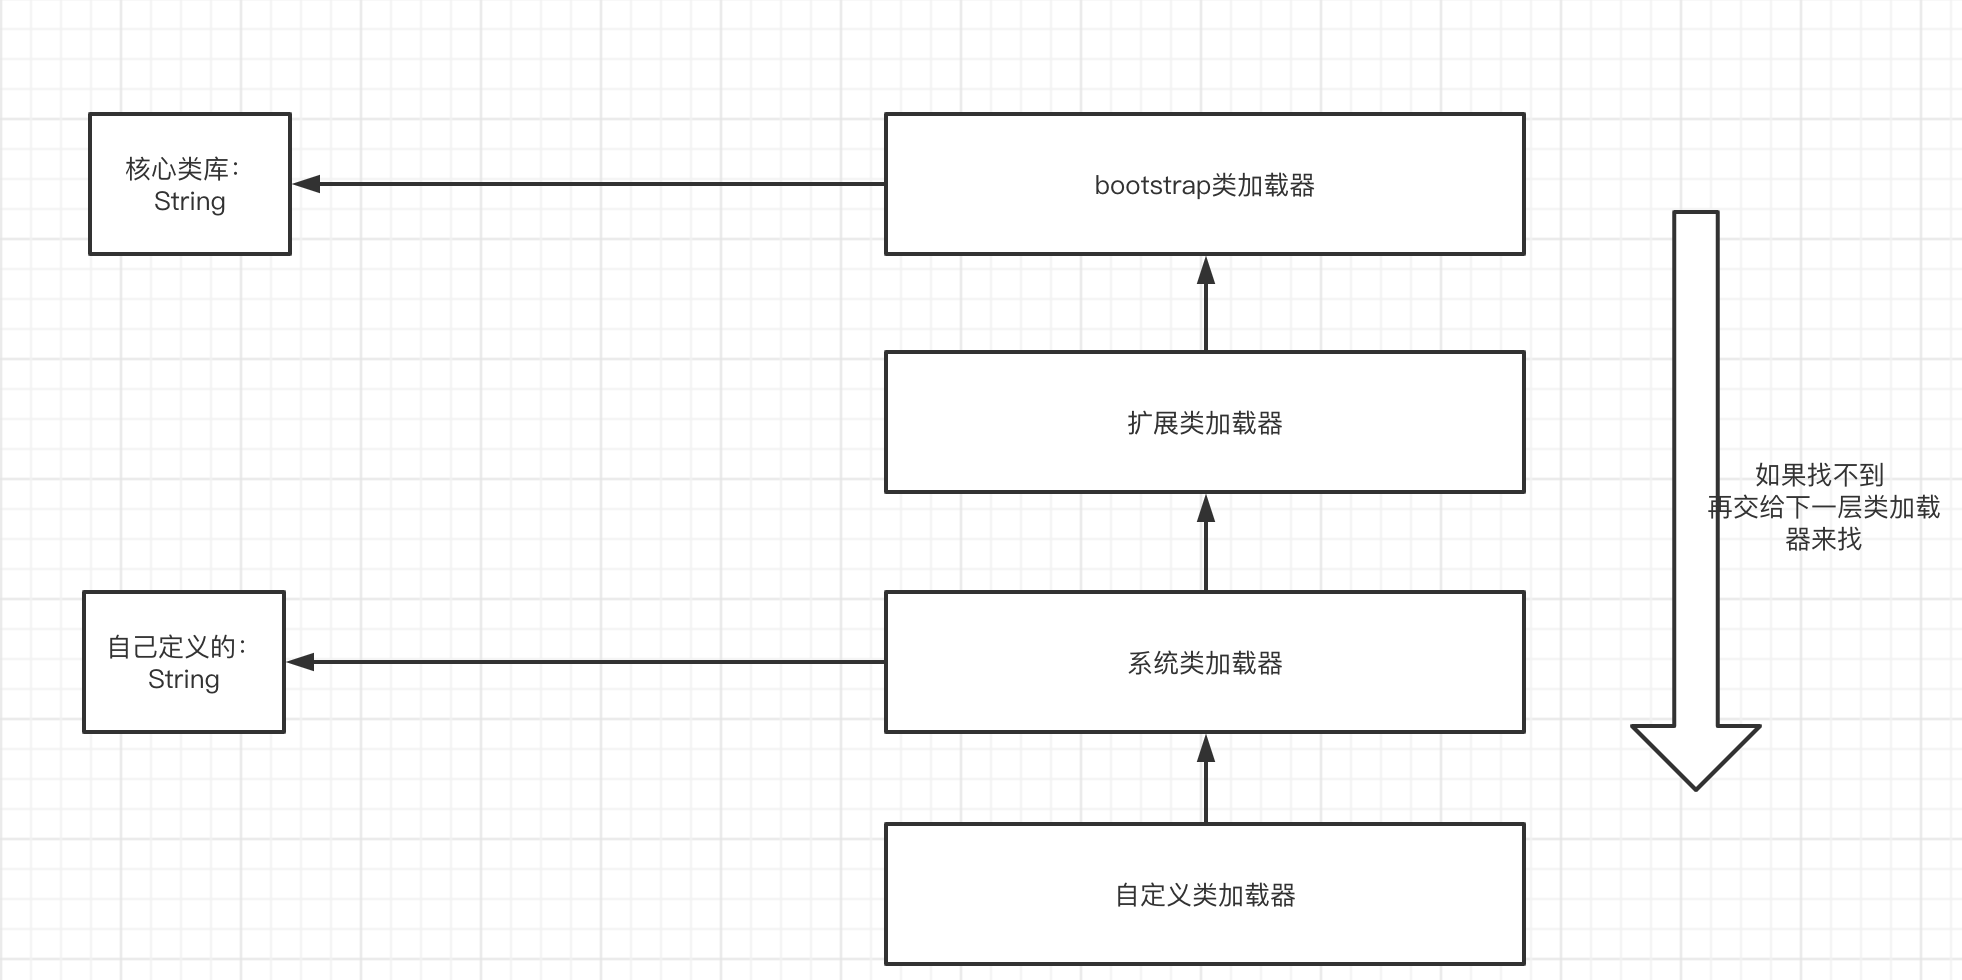 核心类库：
String
bootstrap类加载器
扩展类加载器
如果找不到
再交给下一层类加载
器来找
自己定义的：
String
系统类加载器
自定义类加载器